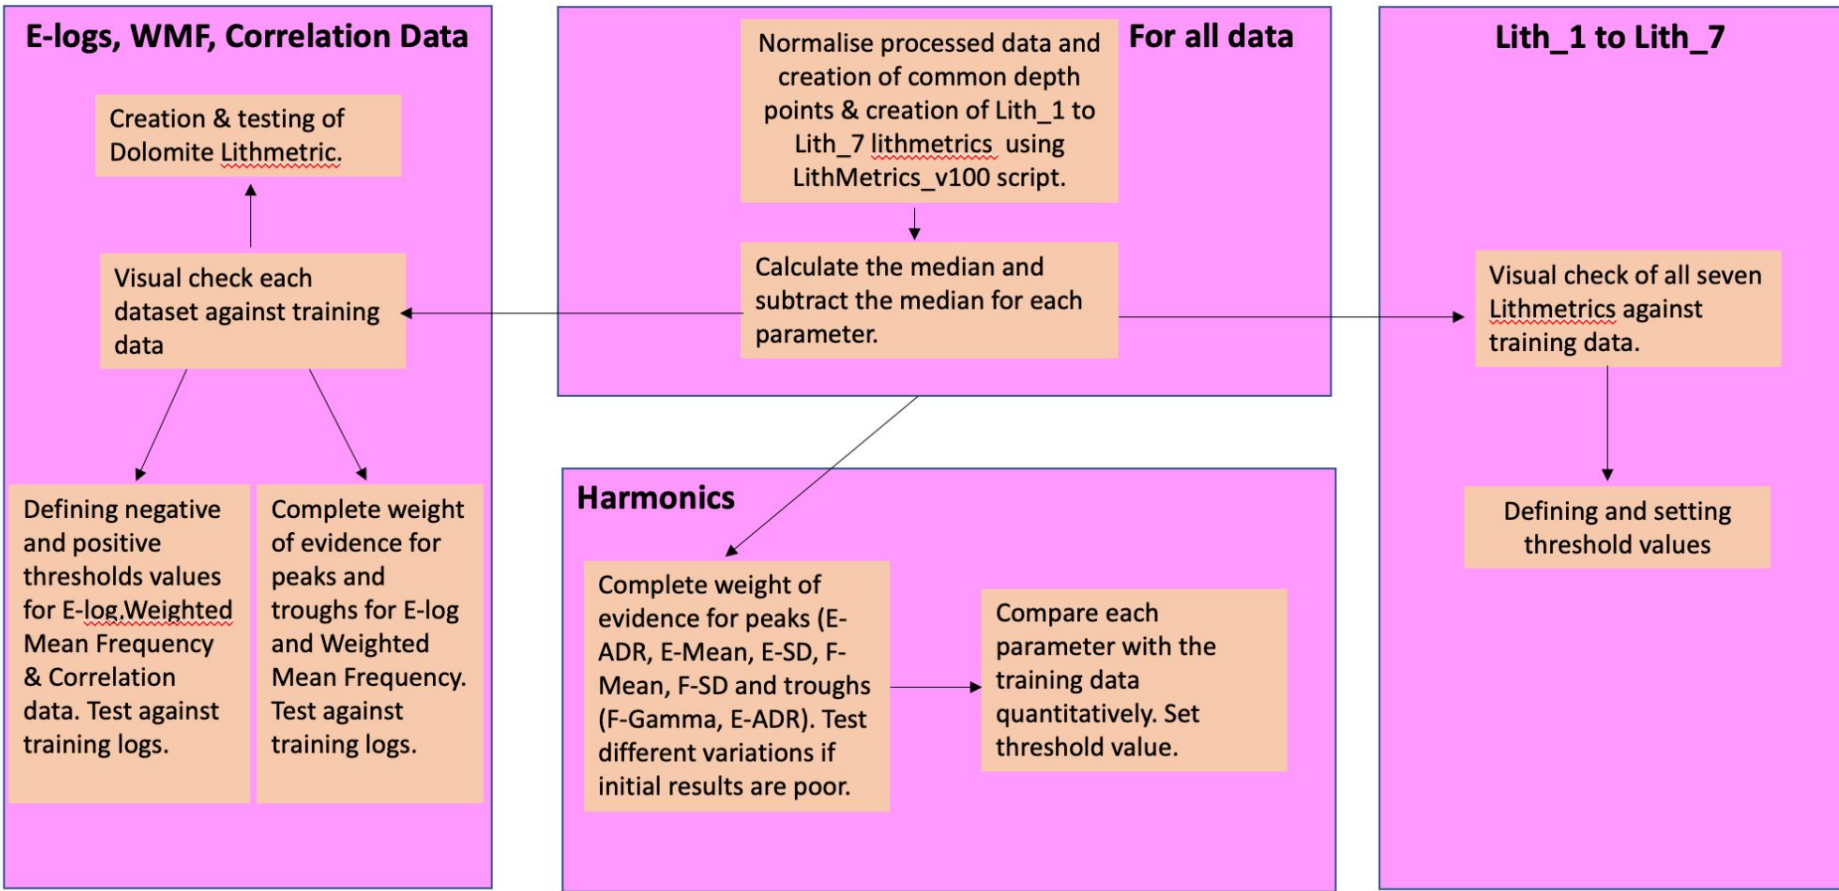 E-logs, WMF, Correlation Data
Creation & testing of
Dolomite Lithmetric.
Visual check each
dataset against training
data
Defining negative
and positive
thresholds values
for E-log,Weighted
Mean Frequency
& Correlation
data. Test against
training logs.
Complete weight
of evidence for
peaks and
troughs for E-log
and Weighted
Mean Frequency.
Test against
training logs.
For all data
Normalise processed data and
creation of common depth
points & creation of Lith_1 to
Lith_7 lithmetrics using
LithMetrics_v100 script.
Calculate the median and
subtract the median for each
parameter.
Harmonics
Complete weight of
evidence for peaks (E-
ADR, E-Mean, E-SD, F-
Mean, F-SD and troughs
(F-Gamma, E-ADR). Test
different variations if
initial results are poor.
Compare each
parameter with the
training data
quantitatively. Set
threshold value.
Lith_1 to Lith_7
Visual check of all seven
Lithmetrics against
training data.
Defining and setting
threshold values